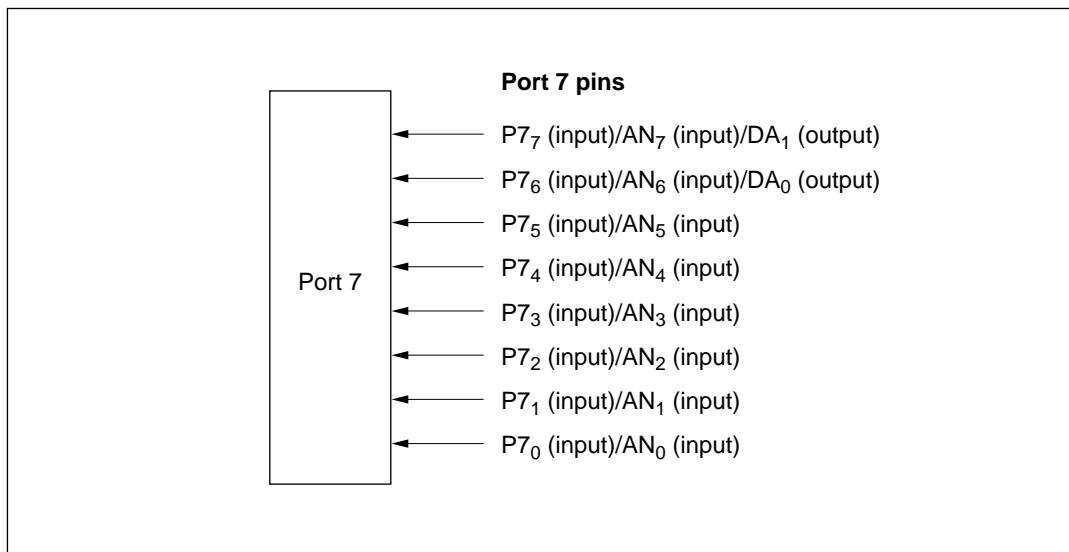 Port 7 pins
P7₇ (input)/AN₇ (input)/DA₁ (output)
P7₆ (input)/AN₆ (input)/DA₀ (output)
P7₅ (input)/AN₅ (input)
Port 7
P7₄ (input)/AN₄ (input)
P7₃ (input)/AN₃ (input)
P7₂ (input)/AN₂ (input)
P7₁ (input)/AN₁ (input)
P7₀ (input)/AN₀ (input)